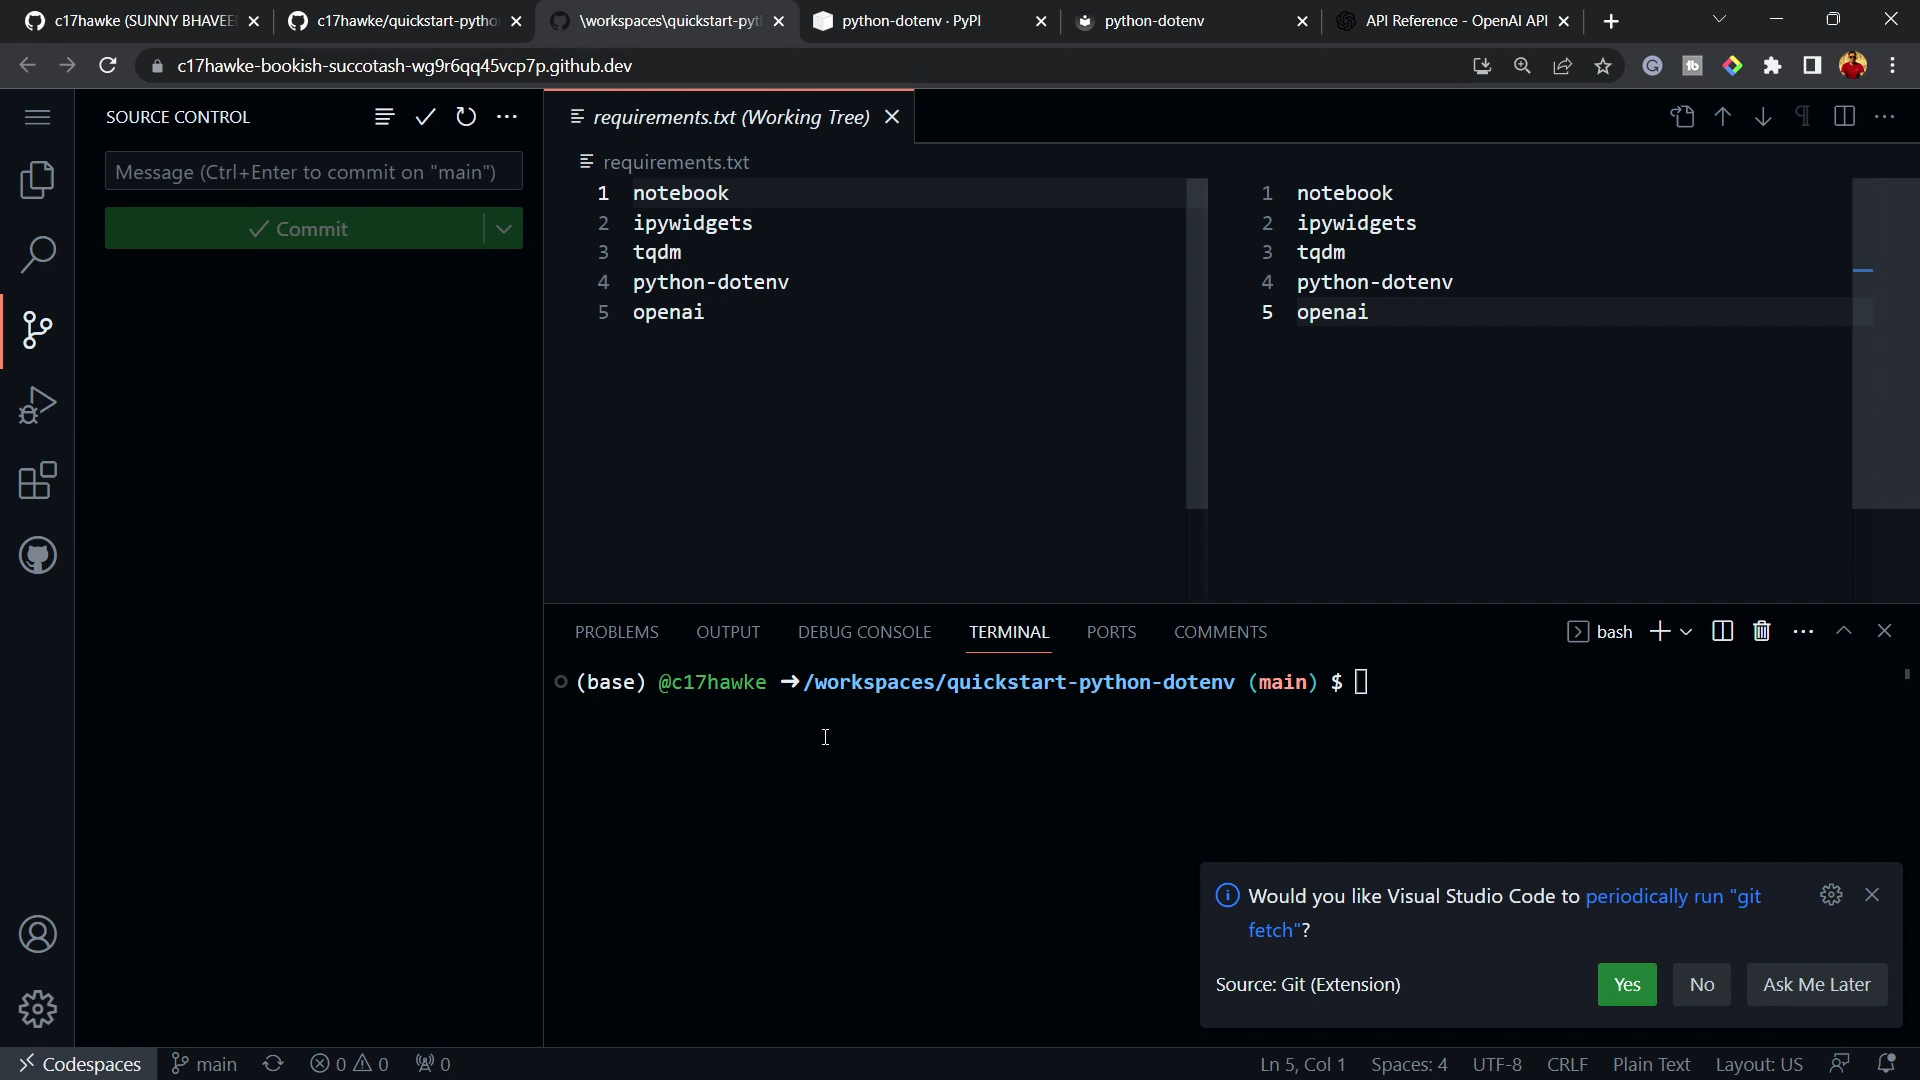 c17hawke (SUNNY BHAVEE
c17hawke/quickstart-pytho
\workspaces\quickstart-pyt
python-dotenv · PyPI
python-dotenv
API Reference - OpenAI API
c17hawke-bookish-succotash-wg9r6qq45vcp7p.github.dev
SOURCE CONTROL
Message (Ctrl+Enter to commit on "main")
Commit
requirements.txt (Working Tree)
requirements.txt
1 notebook
2 ipywidgets
3 tqdm
4 python-dotenv
5 openai
1 notebook
2 ipywidgets
3 tqdm
4 python-dotenv
5 openai
PROBLEMS OUTPUT DEBUG CONSOLE TERMINAL PORTS COMMENTS
bash
(base) @c17hawke ➜/workspaces/quickstart-python-dotenv (main) $
Would you like Visual Studio Code to periodically run "git
fetch"?
Source: Git (Extension)
Yes No Ask Me Later
Codespaces main 0 0 0
Ln 5, Col 1 Spaces: 4 UTF-8 CRLF Plain Text Layout: US